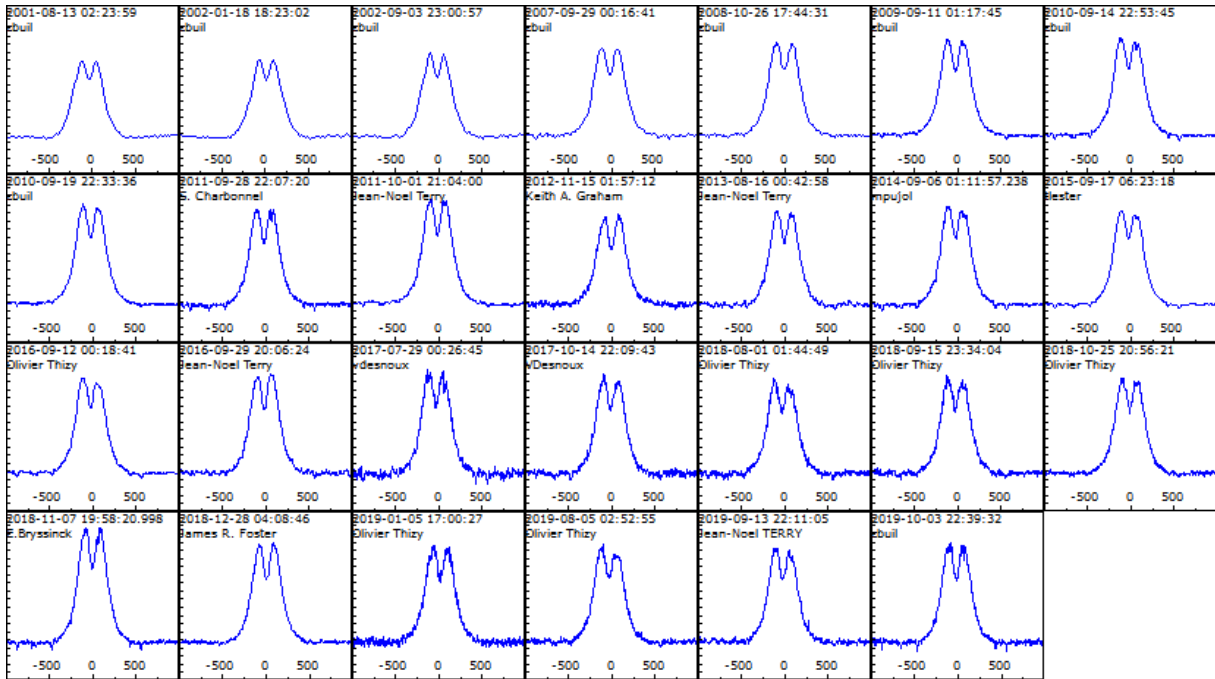 2001-08-13 02:23:59
cbuil
2002-01-18 18:23:02
cbuil
2002-09-03 23:00:57
cbuil
2007-09-29 00:16:41
cbuil
2008-10-26 17:44:31
cbuil
2009-09-11 01:17:45
cbuil
2010-09-14 22:53:45
cbuil
-500 0 500
-500 0 500
-500 0 500
-500 0 500
-500 0 500
-500 0 500
-500 0 500
2010-09-19 22:33:36
cbuil
2011-09-28 22:07:20
S. Charbonnel
2011-10-01 21:04:00
Jean-Noel Terry
2012-11-15 01:57:12
Keith A. Graham
2013-08-16 00:42:58
Jean-Noel Terry
2014-09-06 01:11:57.238
mpujol
2015-09-17 06:23:18
-500 0 500
-500 0 500
-500 0 500
-500 0 500
-500 0 500
-500 0 500
-500 0 500
2016-09-12 00:18:41
Olivier Thizy
2016-09-29 20:06:24
Jean-Noel Terry
2017-07-29 00:26:45
vdesnoux
2017-10-14 22:09:43
VDesnoux
2018-08-01 01:44:49
Olivier Thizy
2018-09-15 23:34:04
Olivier Thizy
2018-10-25 20:56:21
Olivier Thizy
-500 0 500
-500 0 500
-500 0 500
-500 0 500
-500 0 500
-500 0 500
-500 0 500
2018-11-07 19:58:20.998
E.Bryssinck
2018-12-28 04:08:46
James R. Foster
2019-01-05 17:00:27
Olivier Thizy
2019-08-05 02:52:55
Olivier Thizy
2019-09-13 22:11:05
Jean-Noel TERRY
2019-10-03 22:39:32
cbuil
-500 0 500
-500 0 500
-500 0 500
-500 0 500
-500 0 500
-500 0 500